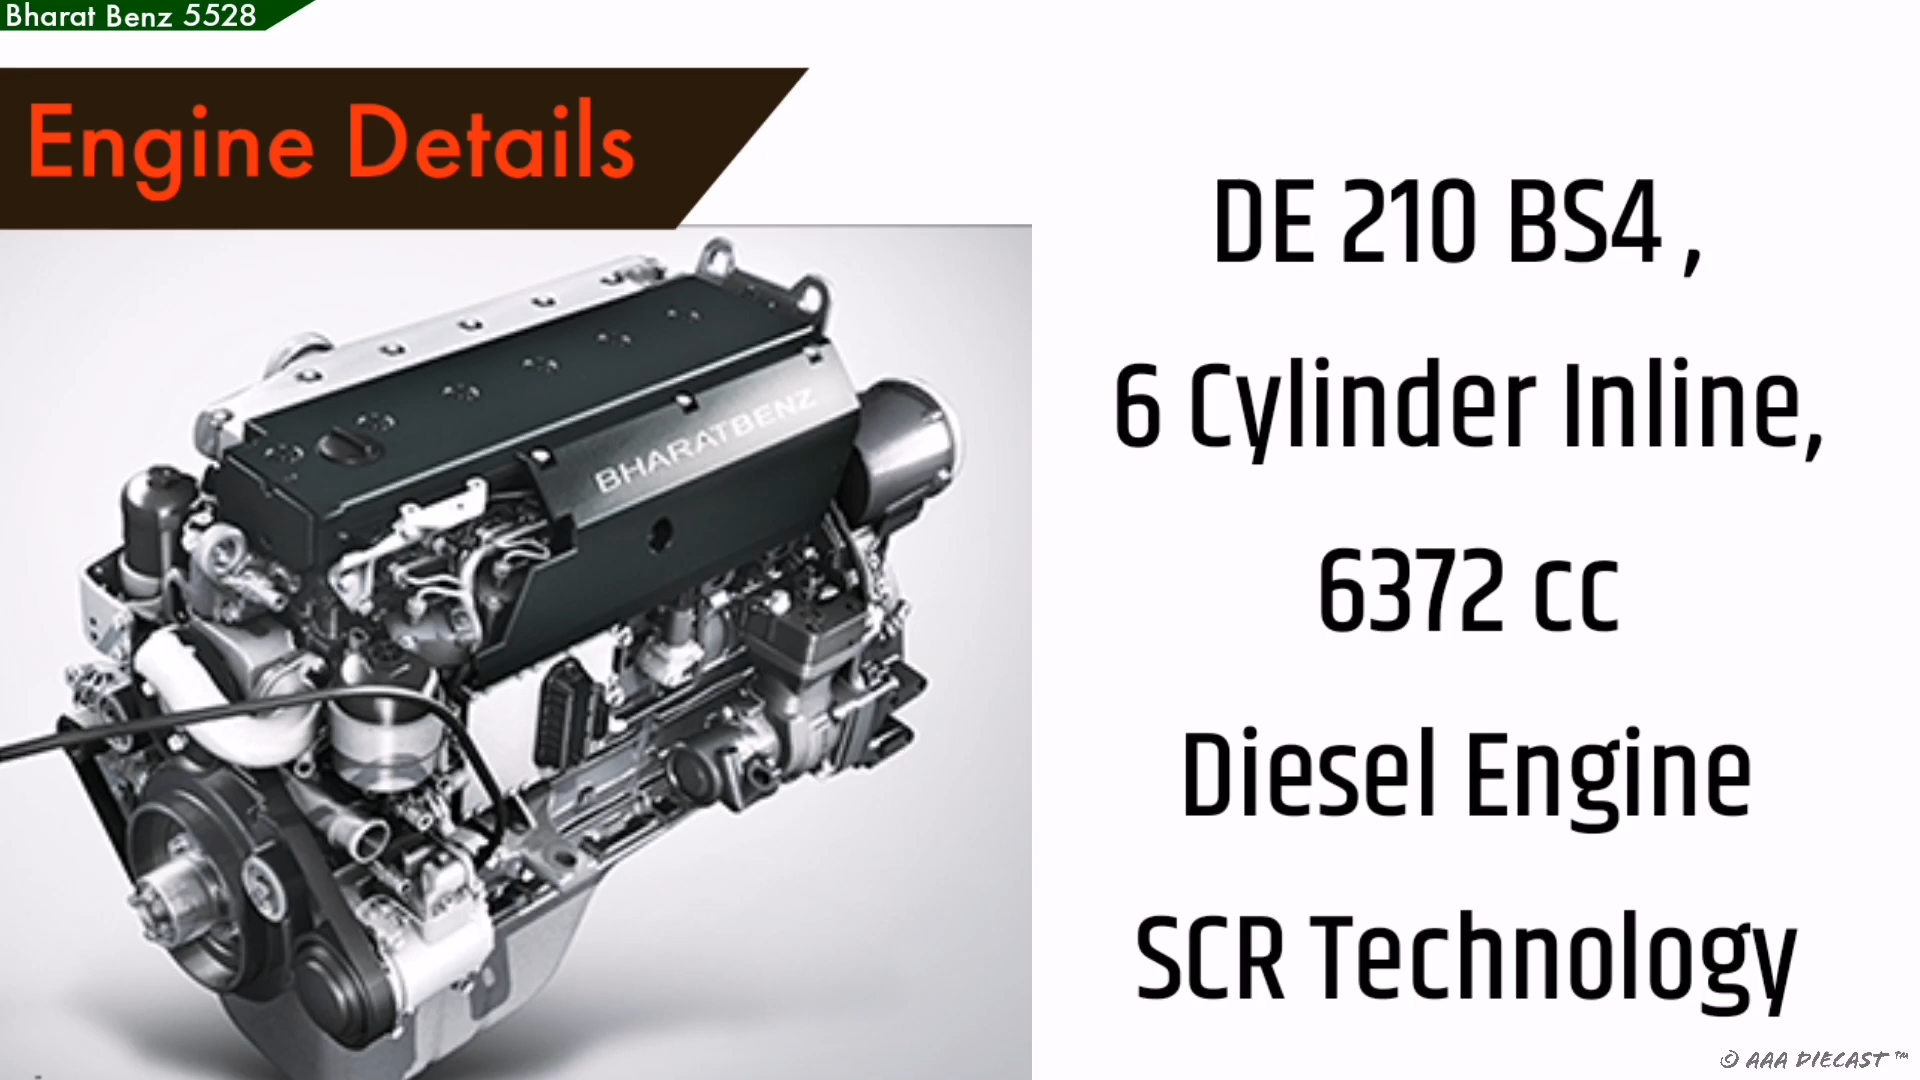 Bharat Benz 5528
Engine Details
BHARATBENZ
DE 210 BS4 ,
6 Cylinder Inline,
6372 cc
Diesel Engine
SCR Technology
© AAA DIECAST ™